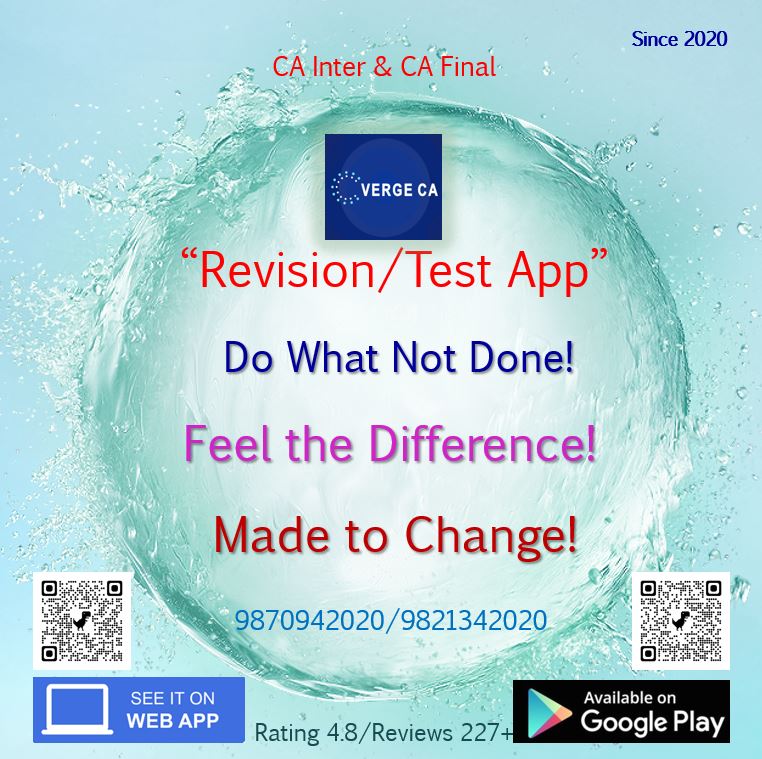 Since 2020
CA Inter & CA Final
VERGE CA
“Revision/Test App”
Do What Not Done!
Feel the Difference!
Made to Change!
9870942020/9821342020
SEE IT ON
WEB APP
Rating 4.8/Reviews 227+
Available on
Google Play